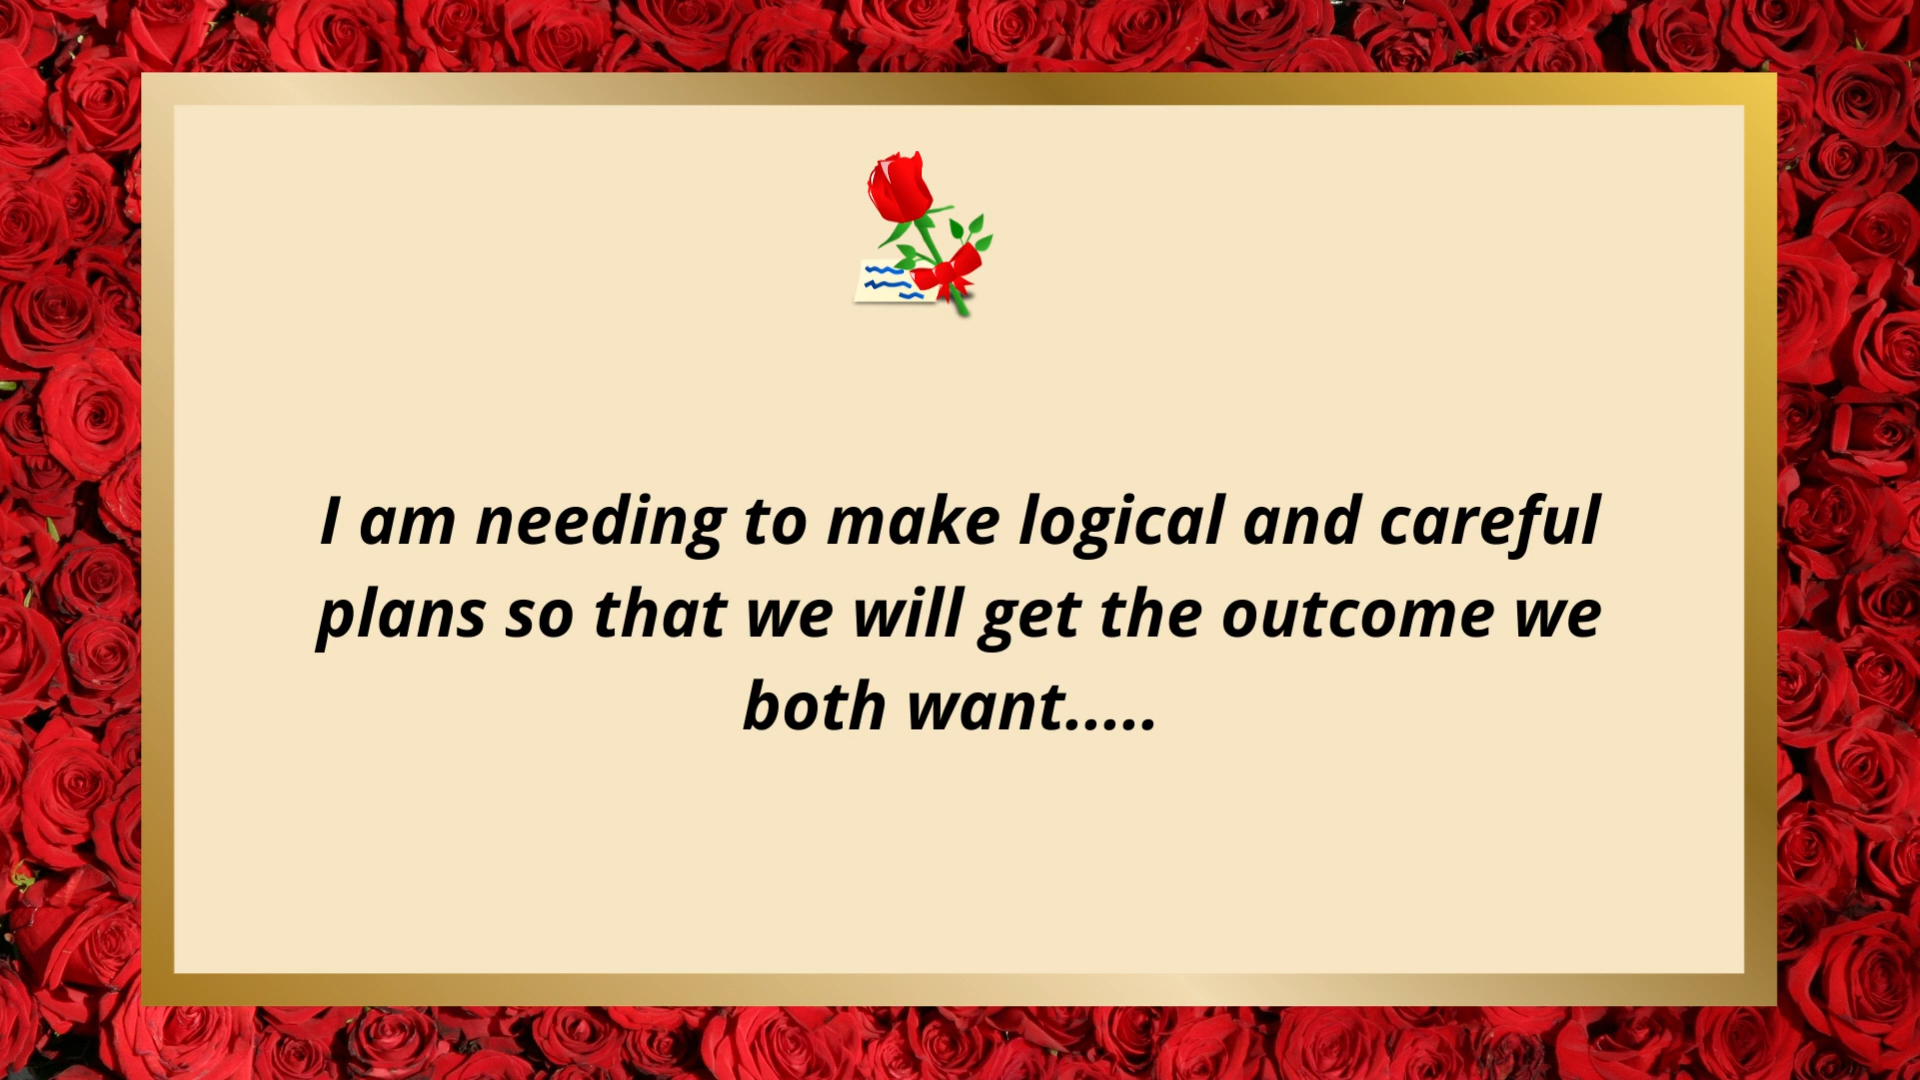 I am needing to make logical and careful
plans so that we will get the outcome we
both want.....